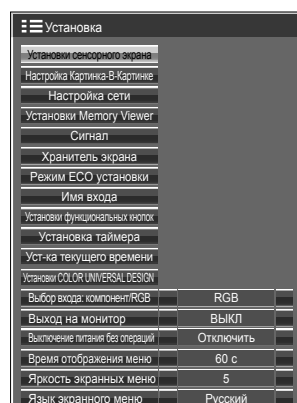 Установка
Установки сенсорного экрана
Настройка Картинка-В-Картинке
Настройка сети
Установки Memory Viewer
Сигнал
Хранитель экрана
Режим ECO установки
Имя входа
Установки функциональных кнопок
Установка таймера
Уст-ка текущего времени
Установки COLOR UNIVERSAL DESIGN
Выбор входа: компонент/RGB RGB
Выход на монитор ВЫКЛ
Выключение питания без операций Отключить
Время отображения меню 60 с
Яркость экранных меню 5
Язык экранного меню Русский